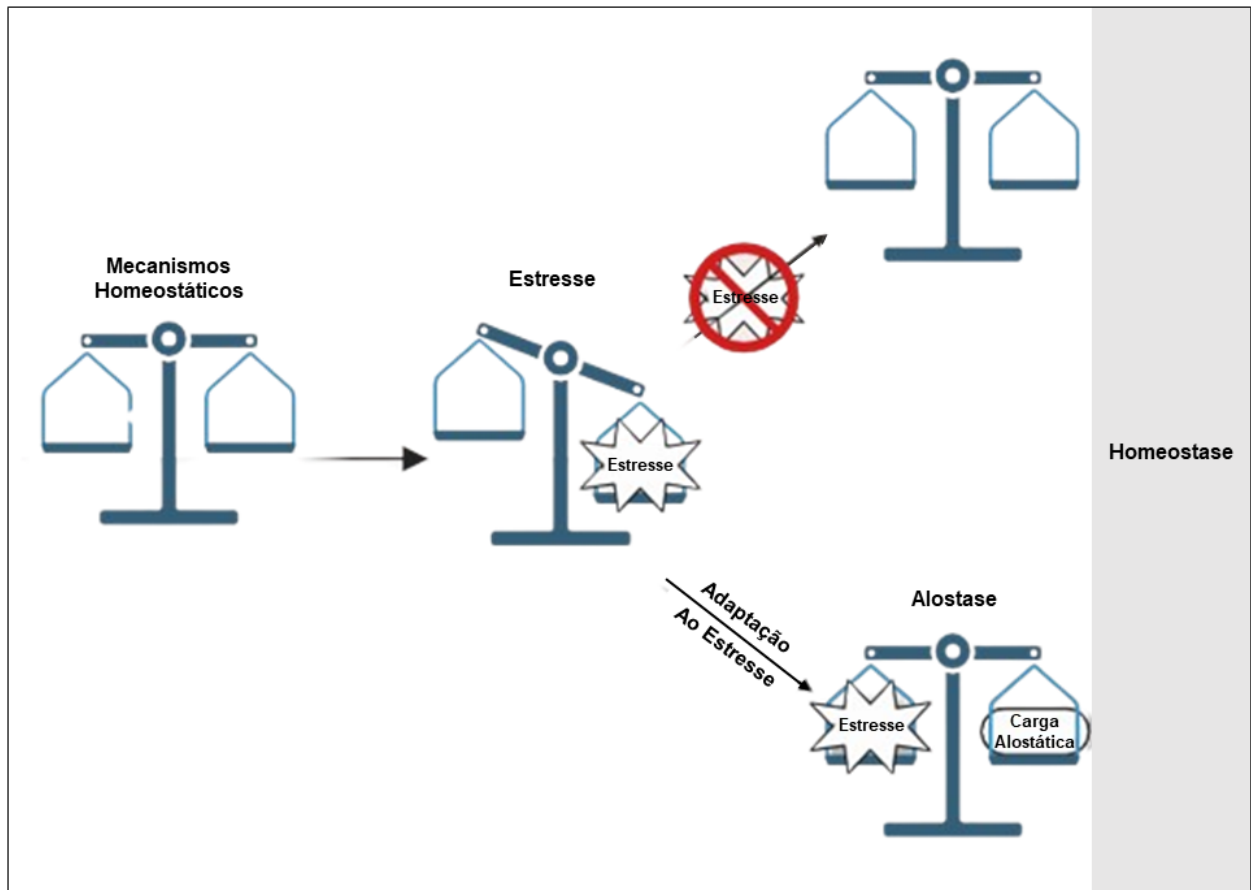 Mecanismos
Homeostáticos
Estresse
Estresse
Estresse
Adaptação
Ao Estresse
Alostase
Estresse
Carga
Alostática
Homeostase